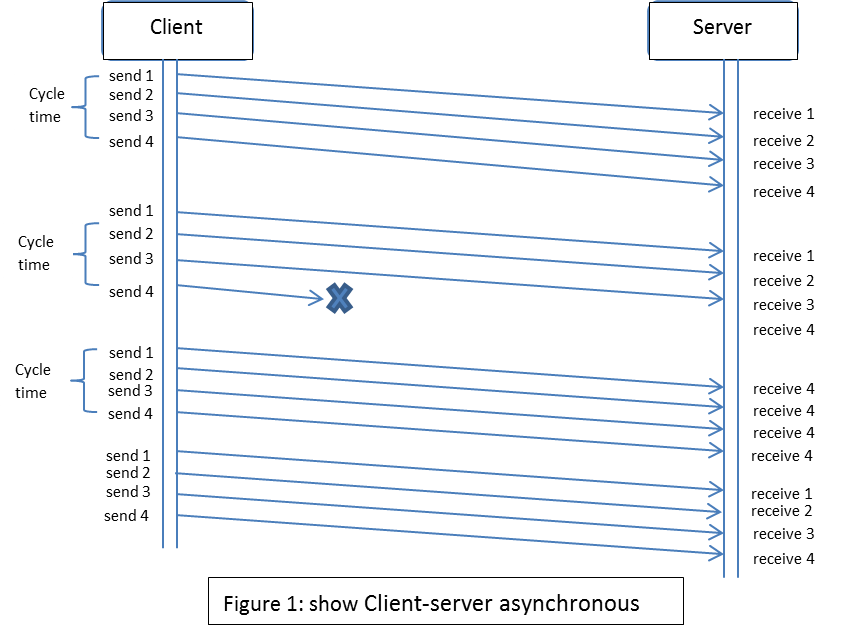 Client
Server
send 1
send 2
send 3
send 4
Cycle
time
receive 1
receive 2
receive 3
receive 4
send 1
send 2
send 3
send 4
Cycle
time
receive 1
receive 2
receive 3
receive 4
send 1
send 2
send 3
send 4
Cycle
time
receive 4
receive 4
receive 4
receive 4
send 1
send 2
send 3
send 4
receive 1
receive 2
receive 3
receive 4
Figure 1: show Client-server asynchronous